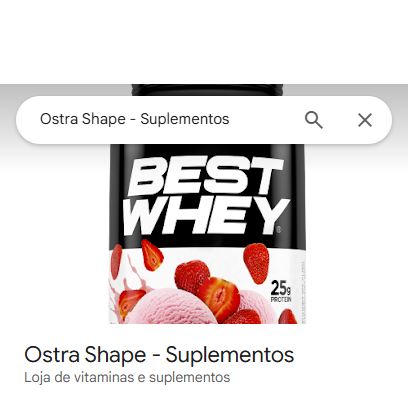 Ostra Shape - Suplementos
BEST
WHEY
25g
PROTEIN
Ostra Shape - Suplementos
Loja de vitaminas e suplementos